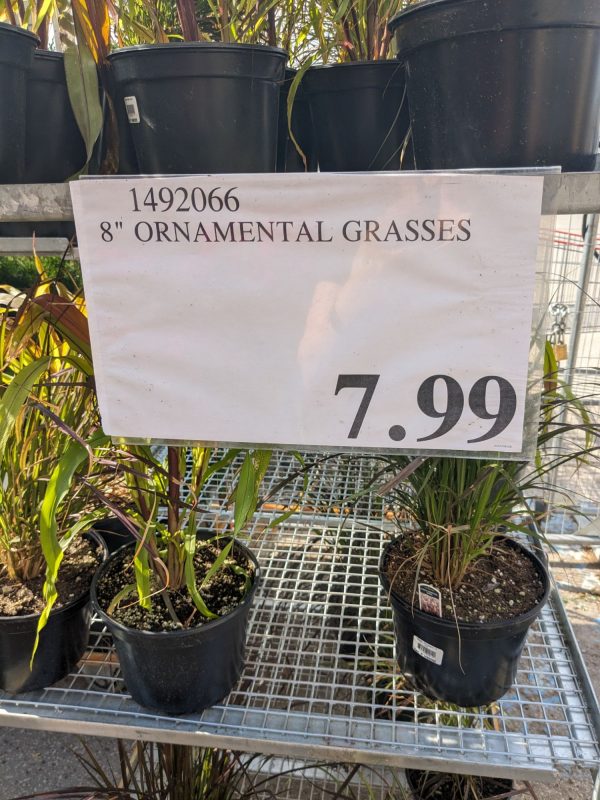 1492066
8" ORNAMENTAL GRASSES
7.99